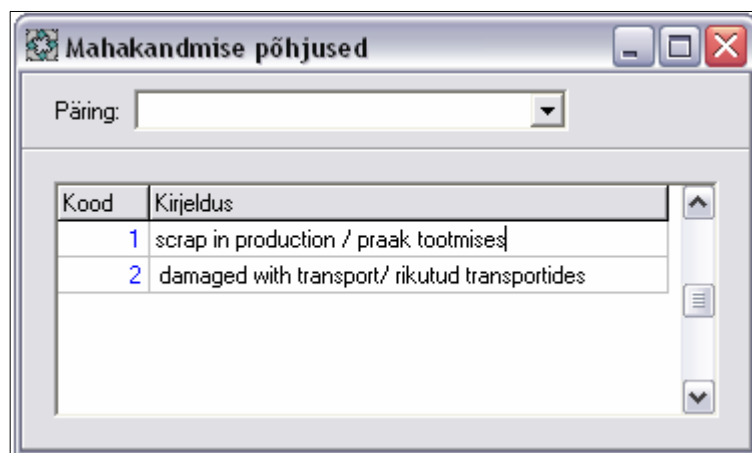 Mahakandmise põhjused
Päring:
Kood Kirjeldus
1 scrap in production / praak tootmises
2 damaged with transport/ rikutud transportides